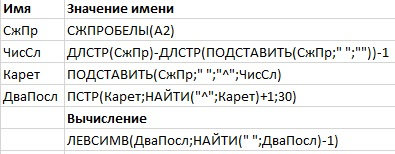 Имя Значение имени
СжПр СЖПРОБЕЛЫ(A2)
ЧисСл ДЛСТР(СжПр)-ДЛСТР(ПОДСТАВИТЬ(СжПр;" ";""))-1
Карет ПОДСТАВИТЬ(СжПр;" ";"^";ЧисСл)
ДваПосл ПСТР(Карет;НАЙТИ("^";Карет)+1;30)
Вычисление
ЛЕВСИМВ(ДваПосл;НАЙТИ(" ";ДваПосл)-1)